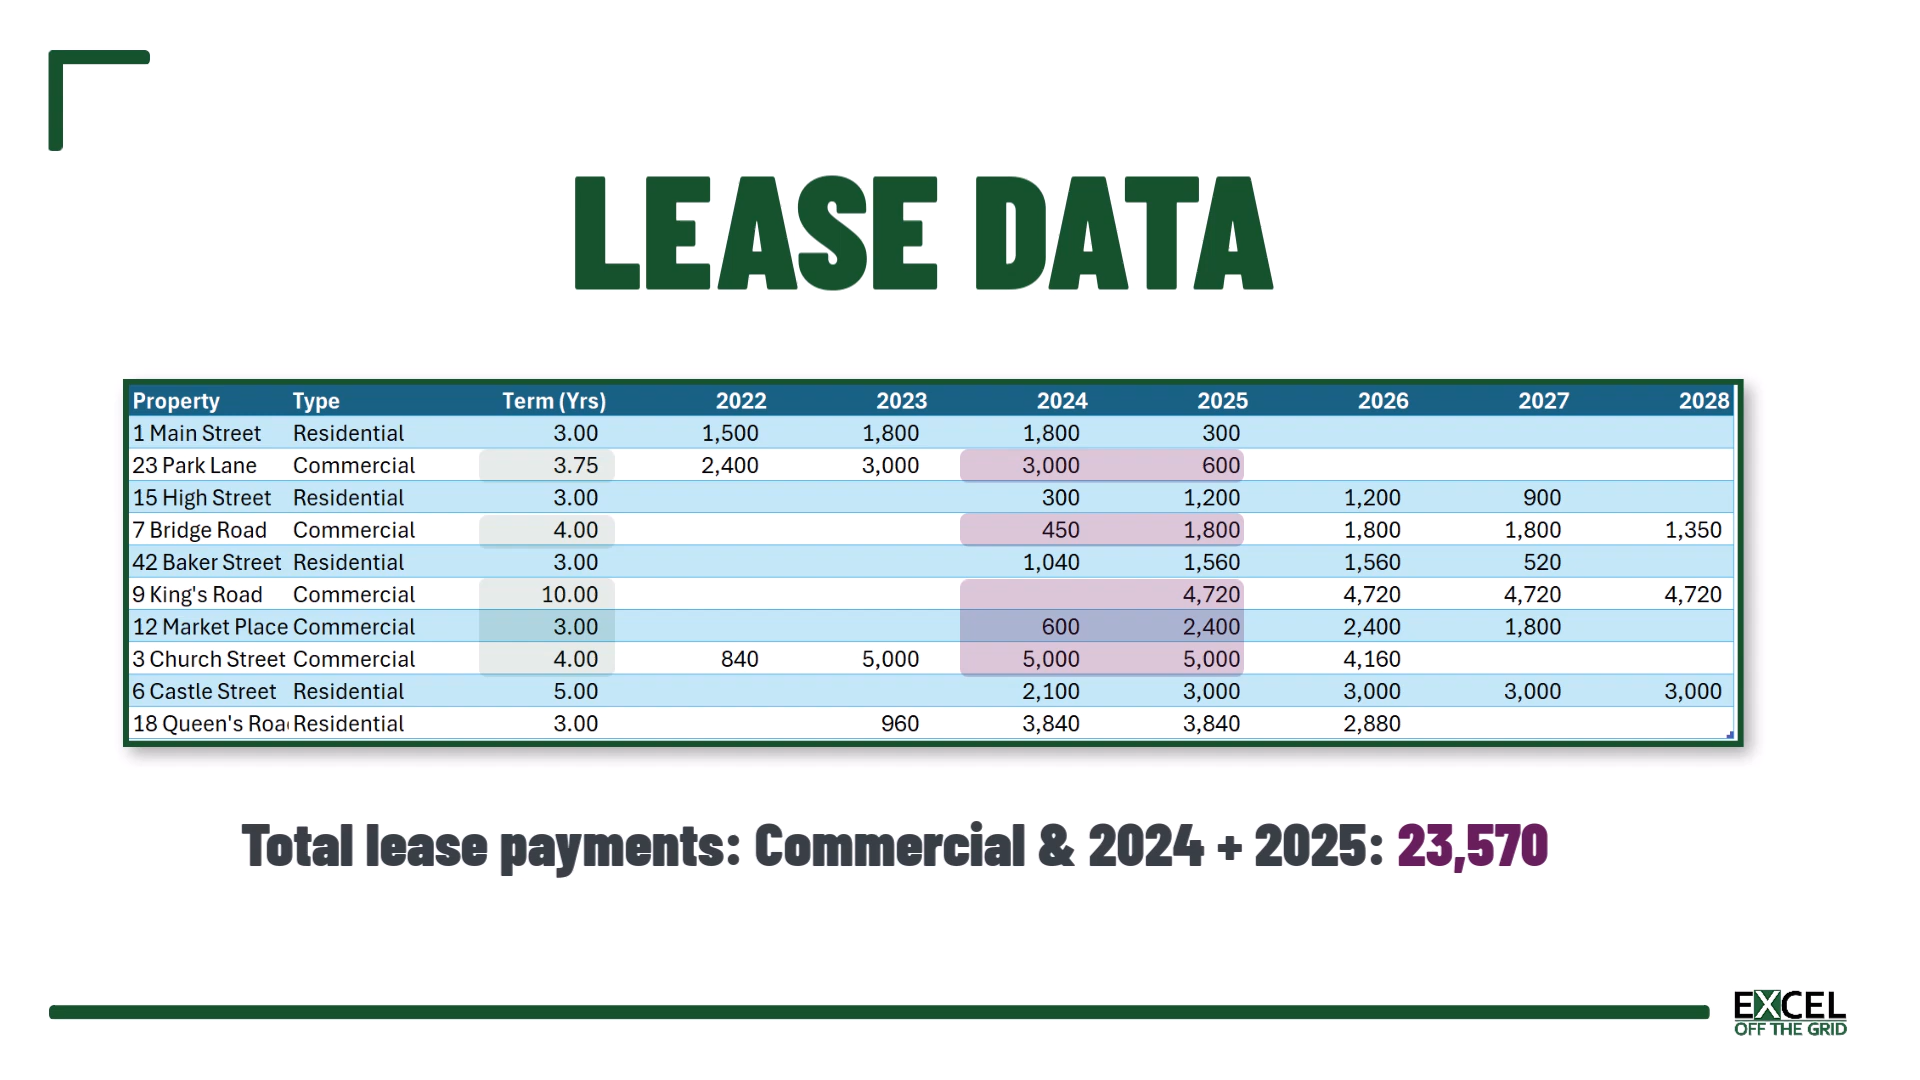 LEASE DATA
Property Type Term (Yrs) 2022 2023 2024 2025 2026 2027 2028
1 Main Street Residential 3.00 1,500 1,800 1,800 300
23 Park Lane Commercial 3.75 2,400 3,000 3,000 600
15 High Street Residential 3.00 300 1,200 1,200 900
7 Bridge Road Commercial 4.00 450 1,800 1,800 1,800 1,350
42 Baker Street Residential 3.00 1,040 1,560 1,560 520
9 King's Road Commercial 10.00 4,720 4,720 4,720 4,720
12 Market Place Commercial 3.00 600 2,400 2,400 1,800
3 Church Street Commercial 4.00 840 5,000 5,000 5,000 4,160
6 Castle Street Residential 5.00 2,100 3,000 3,000 3,000 3,000
18 Queen's Roa Residential 3.00 960 3,840 3,840 2,880
Total lease payments: Commercial & 2024 + 2025: 23,570
EXCEL
OFF THE GRID